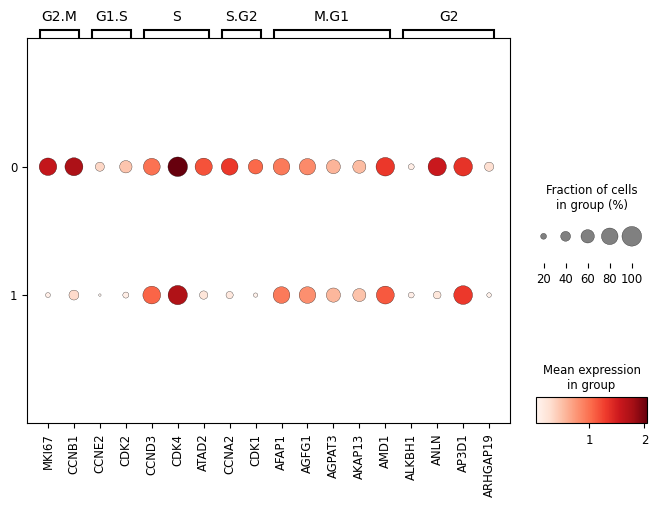 G2.M G1.S S S.G2 M.G1 G2
0
1
MKI67 CCNB1 CCNE2 CDK2 CCND3 CDK4 ATAD2 CCNA2 CDK1 AFAP1 AGFG1 AGPAT3 AKAP13 AMD1 ALKBH1 ANLN AP3D1 ARHGAP19
Fraction of cells
in group (%)
20 40 60 80 100
Mean expression
in group
1 2